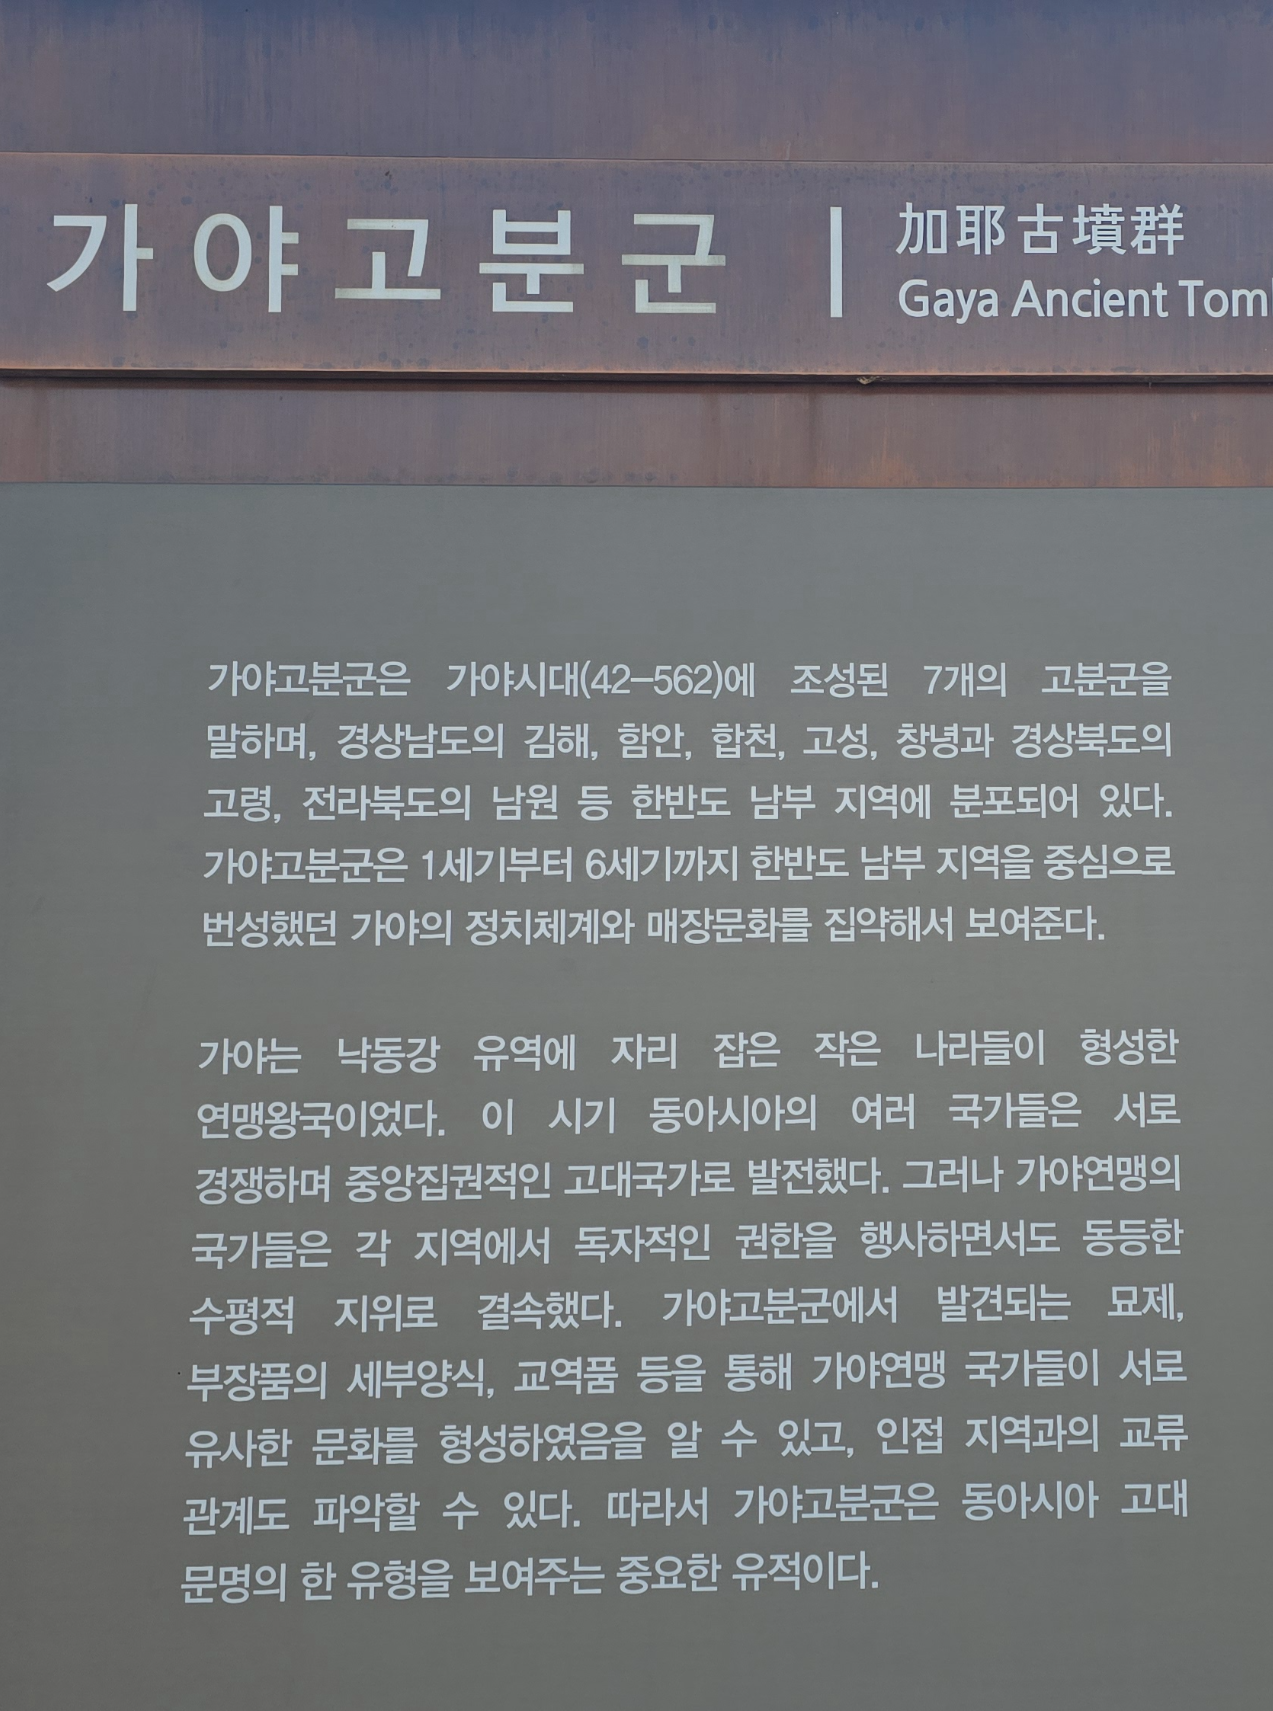 가야고분군
加耶古墳群
Gaya Ancient
가야고분군은 가야시대(42–562)에 조성된 7개의 고분군을
말하며, 경상남도의 김해, 함안, 합천, 고성, 창녕과 경상북도의
고령, 전라북도의 남원 등 한반도 남부 지역에 분포되어 있다.
가야고분군은 1세기부터 6세기까지 한반도 남부 지역을 중심으로
번성했던 가야의 정치체계와 매장문화를 집약해서 보여준다.
가야는 낙동강 유역에 자리 잡은 작은 나라들이 형성한
연맹왕국이었다. 이 시기 동아시아의 여러 국가들은 서로
경쟁하며 중앙집권적인 고대국가로 발전했다. 그러나 가야연맹의
국가들은 각 지역에서 독자적인 권한을 행사하면서도 동등한
수평적 지위로 결속했다. 가야고분군에서 발견되는 묘제,
부장품의 세부양식, 교역품 등을 통해 가야연맹 국가들이 서로
유사한 문화를 형성하였음을 알 수 있고, 인접 지역과의 교류
관계도 파악할 수 있다. 따라서 가야고분군은 동아시아 고대
문명의 한 유형을 보여주는 중요한 유적이다.